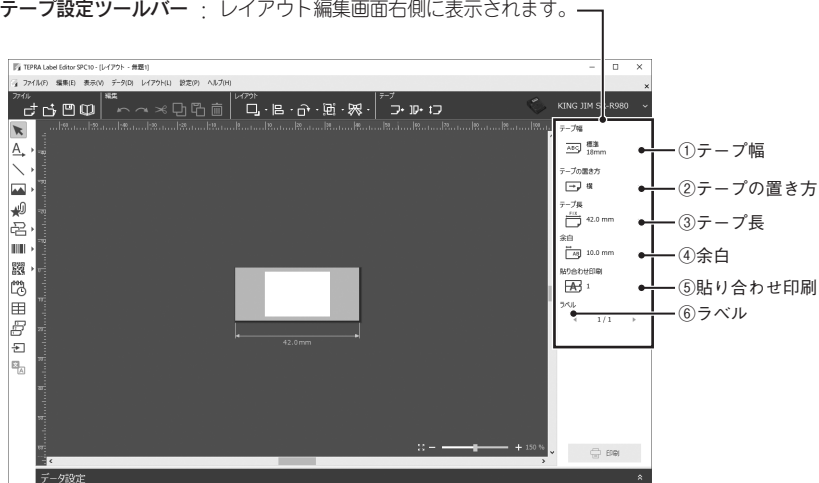 テープ設定ツールバー : レイアウト編集画面右側に表示されます。
TEPRA Label Editor SPC10 - [レイアウト - 無題1]
ファイル(F) 編集(E) 表示(V) データ(D) レイアウト(L) 設定(P) ヘルプ(H)
ファイル 編集 レイアウト テープ
KING JIM SR-R980
テープ幅
ABC 標準
18mm
①テープ幅
テープの置き方
横
②テープの置き方
テープ長
FIX
42.0 mm
③テープ長
余白
AB 10.0 mm
④余白
貼り合わせ印刷
A 1
⑤貼り合わせ印刷
ラベル
1 / 1
⑥ラベル
42.0mm
150 %
印刷
データ設定